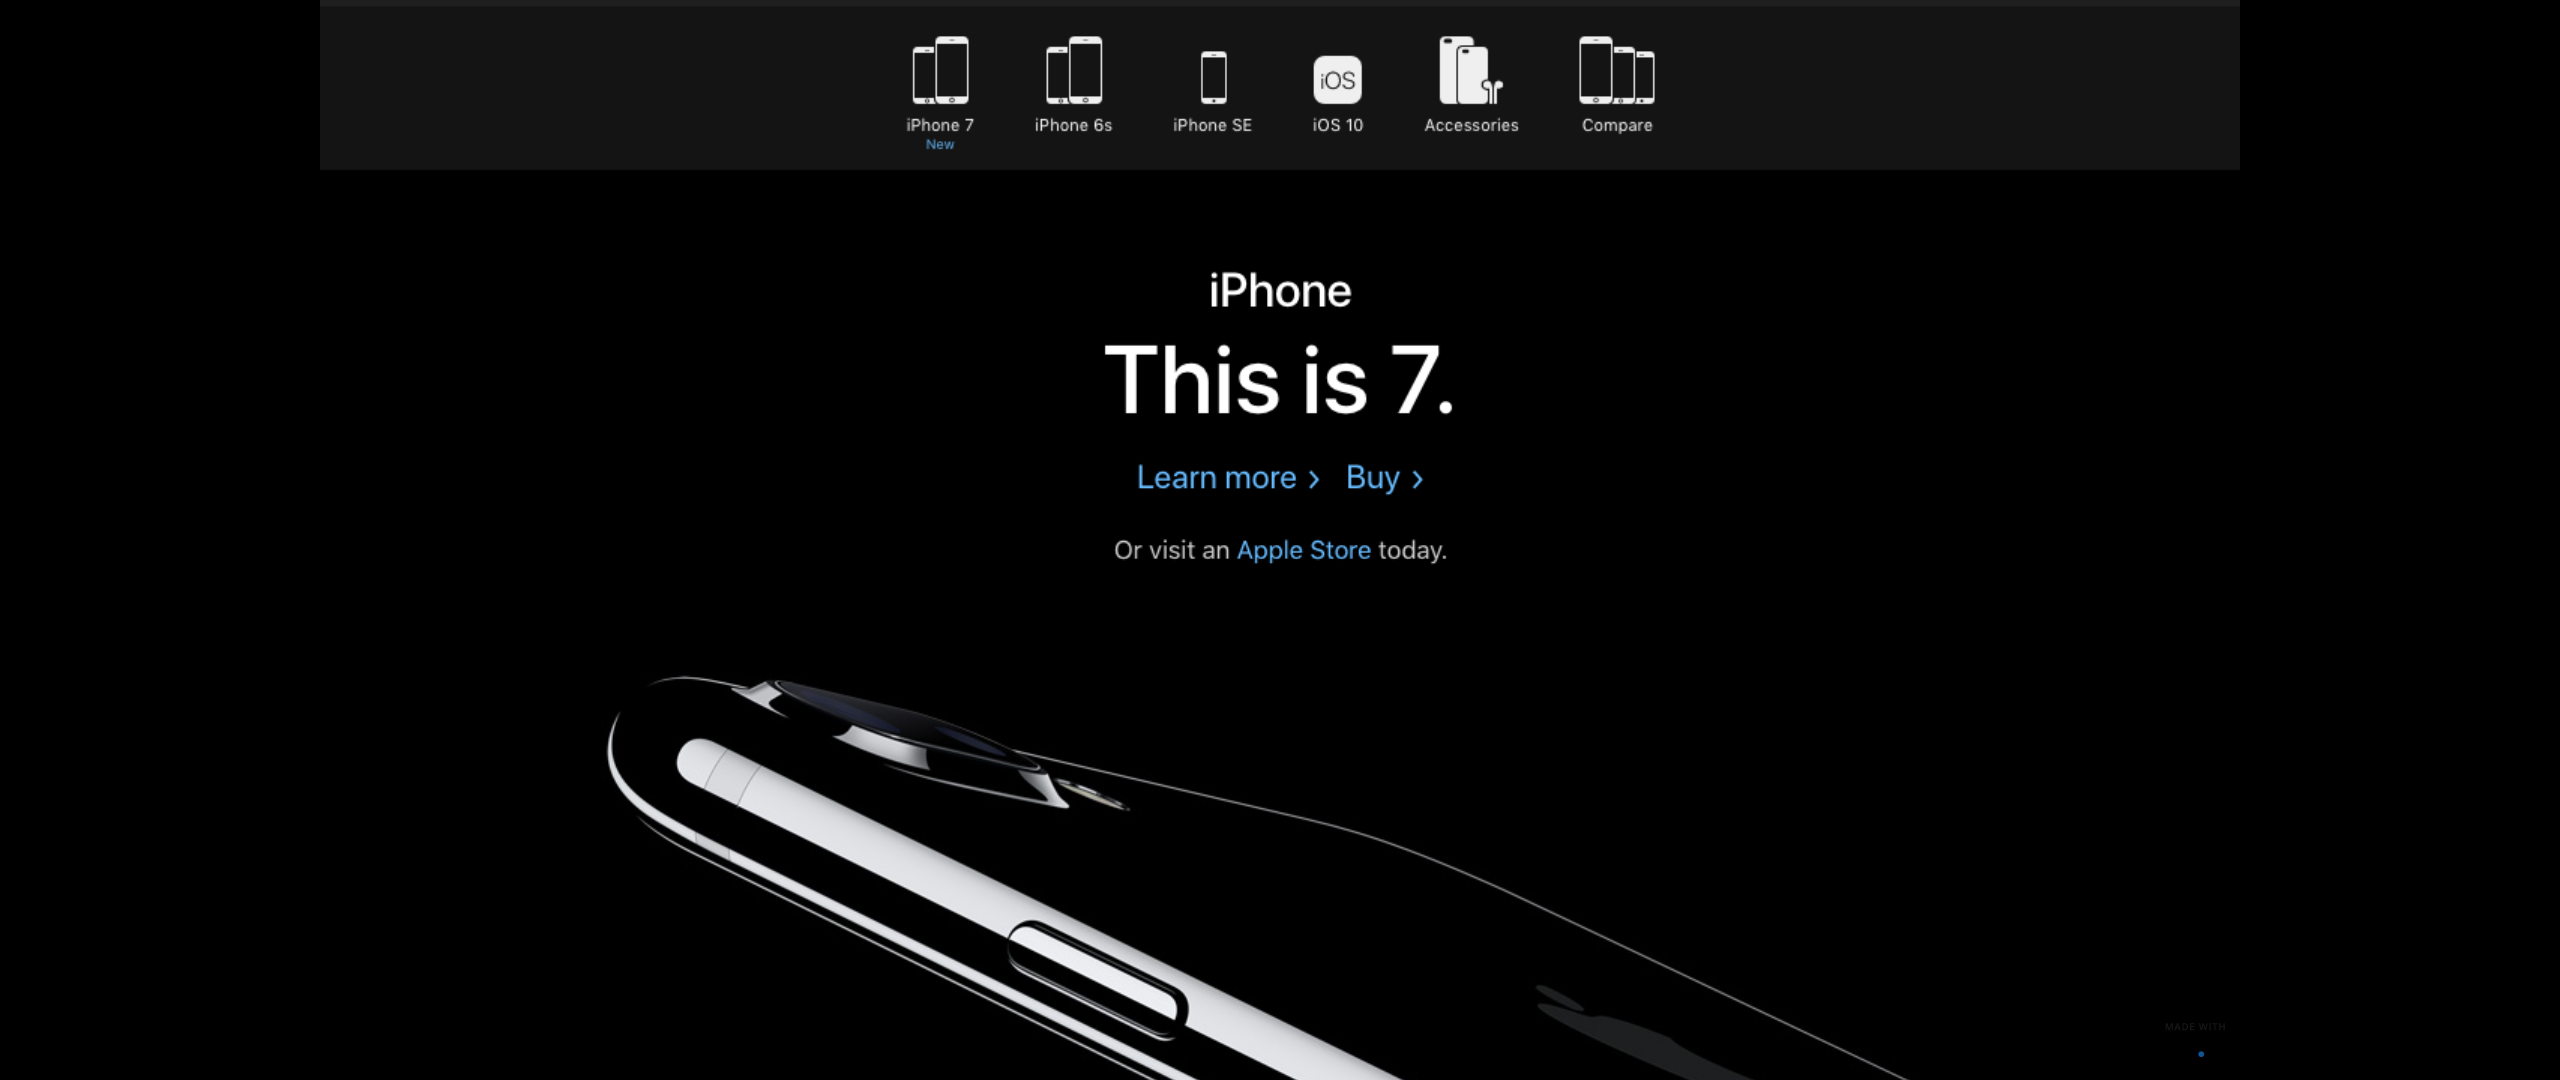 iPhone 7
New
iPhone 6s
iPhone SE
iOS
iOS 10
Accessories
Compare
iPhone
This is 7.
Learn more › Buy ›
Or visit an Apple Store today.
MADE WITH